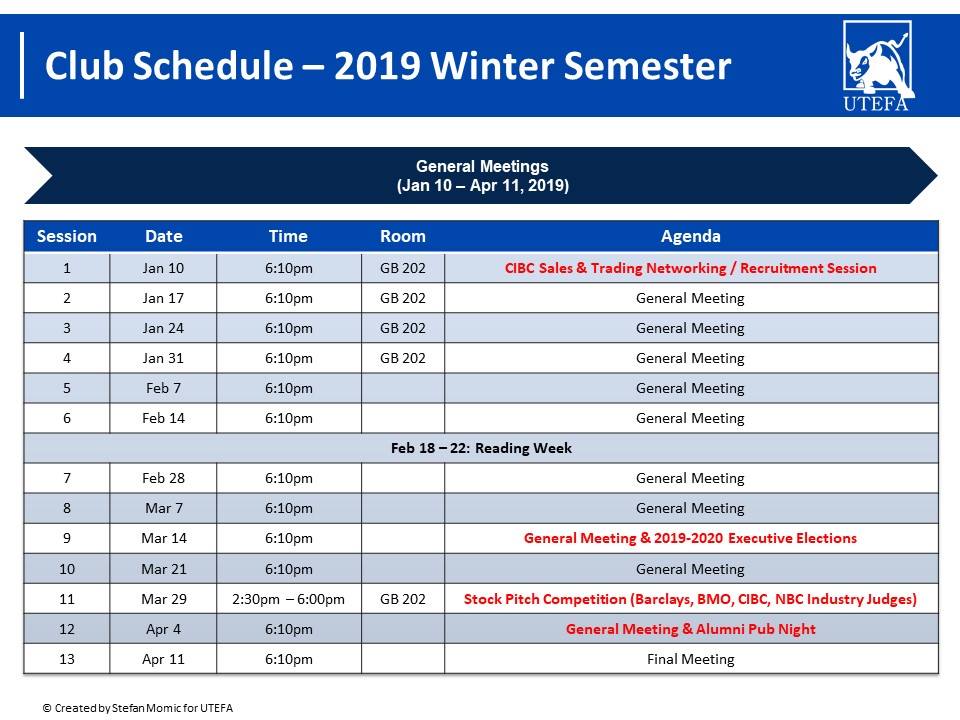 Club Schedule – 2019 Winter Semester
UTEFA
General Meetings
(Jan 10 – Apr 11, 2019)
Session Date Time Room Agenda
1 Jan 10 6:10pm GB 202 CIBC Sales & Trading Networking / Recruitment Session
2 Jan 17 6:10pm GB 202 General Meeting
3 Jan 24 6:10pm GB 202 General Meeting
4 Jan 31 6:10pm GB 202 General Meeting
5 Feb 7 6:10pm General Meeting
6 Feb 14 6:10pm General Meeting
Feb 18 – 22: Reading Week
7 Feb 28 6:10pm General Meeting
8 Mar 7 6:10pm General Meeting
9 Mar 14 6:10pm General Meeting & 2019-2020 Executive Elections
10 Mar 21 6:10pm General Meeting
11 Mar 29 2:30pm – 6:00pm GB 202 Stock Pitch Competition (Barclays, BMO, CIBC, NBC Industry Judges)
12 Apr 4 6:10pm General Meeting & Alumni Pub Night
13 Apr 11 6:10pm Final Meeting
© Created by Stefan Momic for UTEFA